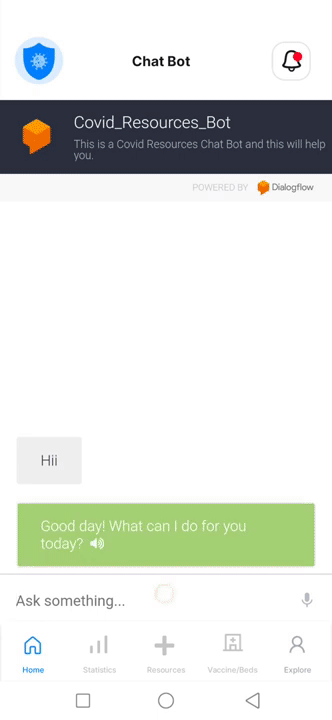 Chat Bot
Covid_Resources_Bot
This is a Covid Resources Chat Bot and this will help
you.
POWERED BY Dialogflow
Hii
Good day! What can I do for you
today?
Ask something...
Home Statistics Resources Vaccine/Beds Explore